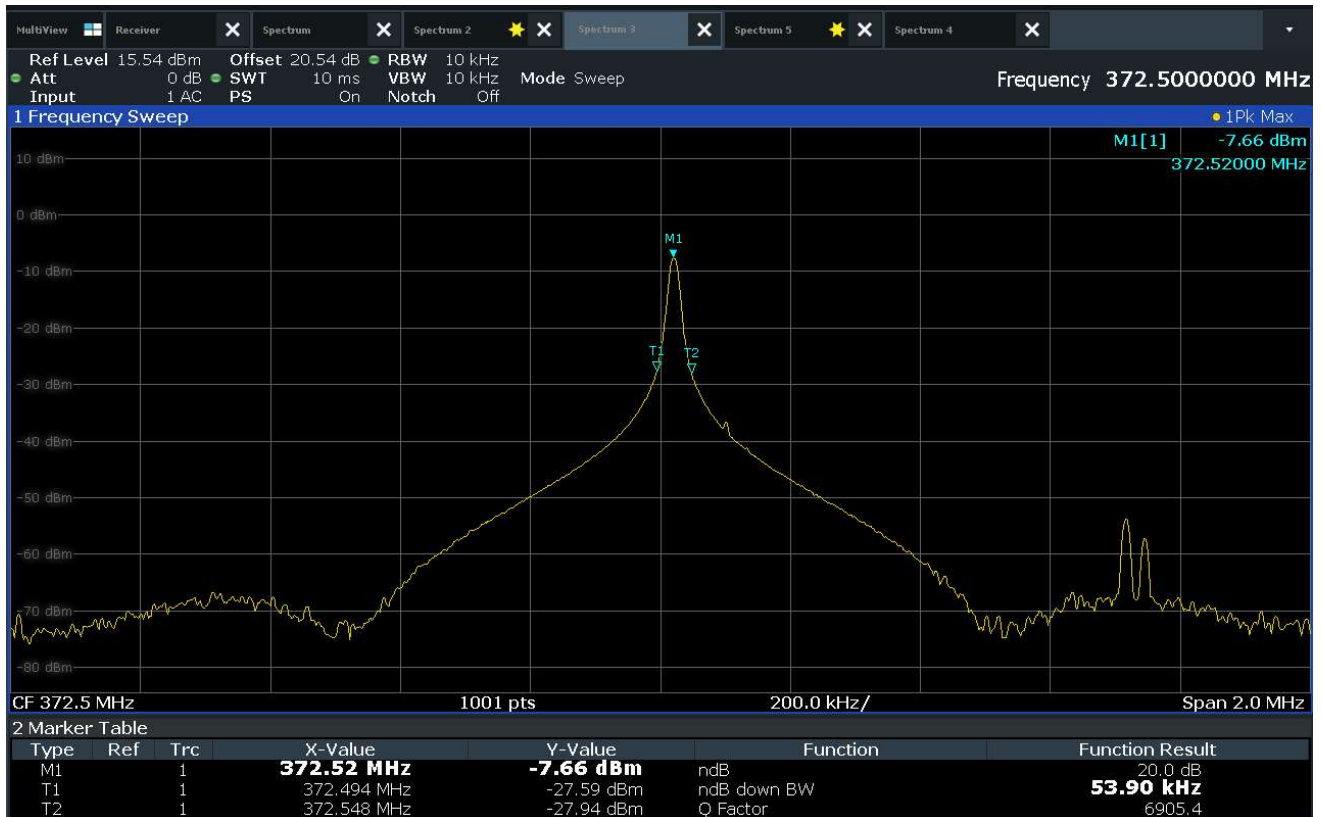 MultiView Receiver Spectrum Spectrum 2 Spectrum 3 Spectrum 5 Spectrum 4
Ref Level 15.54 dBm Offset 20.54 dB RBW 10 kHz
Att 0 dB SWT 10 ms VBW 10 kHz Mode Sweep Frequency 372.5000000 MHz
Input 1 AC PS On Notch Off
1 Frequency Sweep 1Pk Max
M1[1] -7.66 dBm
372.52000 MHz
10 dBm
0 dBm
M1
-10 dBm
-20 dBm
T1 T2
-30 dBm
-40 dBm
-50 dBm
-60 dBm
-70 dBm
-80 dBm
CF 372.5 MHz 1001 pts 200.0 kHz/ Span 2.0 MHz
2 Marker Table
Type Ref Trc X-Value Y-Value Function Function Result
M1 1 372.52 MHz -7.66 dBm ndB 20.0 dB
T1 1 372.494 MHz -27.59 dBm ndB down BW 53.90 kHz
T2 1 372.548 MHz -27.94 dBm Q Factor 6905.4